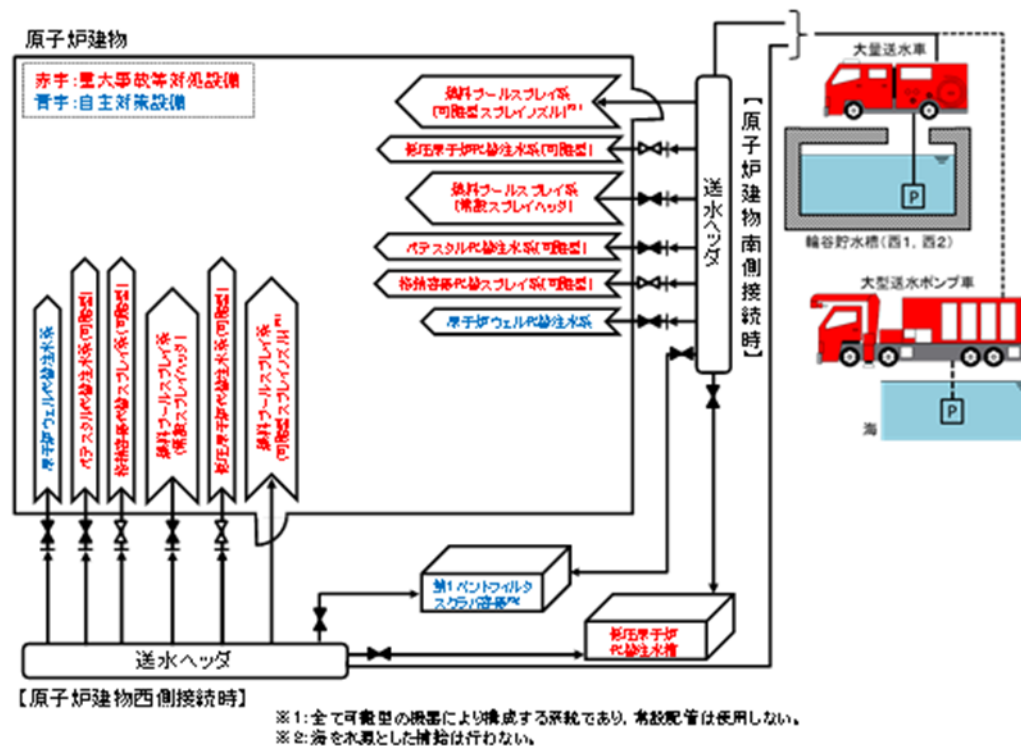 原子炉建物
赤字：重大事故等対処設備
青字：自主対策設備
燃料プールスプレイ系
(可搬型スプレイノズル)※1
低圧原子炉代替注水系(可搬型)
燃料プールスプレイ系
(常設スプレイヘッダ)
ペデスタル代替注水系(可搬型)
格納容器代替スプレイ系(可搬型)
原子炉ウェル代替注水系
送水ヘッダ
【原子炉建物南側接続時】
大量送水車
P
輪谷貯水槽(西1，西2)
大型送水ポンプ車
P
海
原子炉ウェル代替注水系
ペデスタル代替注水系(可搬型)
格納容器代替スプレイ系(可搬型)
燃料プールスプレイ系
(常設スプレイヘッダ)
低圧原子炉代替注水系(可搬型)
燃料プールスプレイ系
(可搬型スプレイノズル)※1
第1ベントフィルタ
スクラバ容器※2
低圧原子炉
代替注水槽
送水ヘッダ
【原子炉建物西側接続時】
※1：全て可搬型の機器により構成する系統であり，常設配管は使用しない。
※2：海を水源とした補給は行わない。